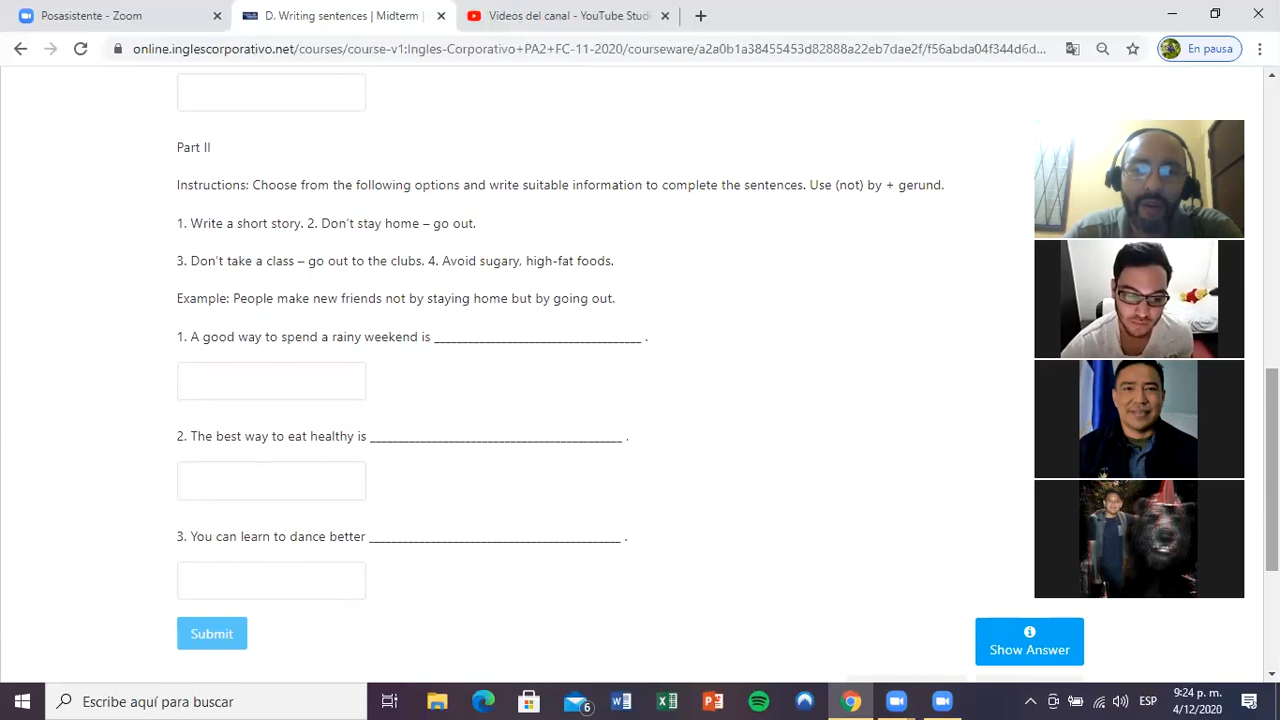 Posasistente - Zoom
D. Writing sentences | Midterm |
Videos del canal - YouTube Studi
online.inglescorporativo.net/courses/course-v1:Ingles-Corporativo+PA2+FC-11-2020/courseware/a2a0b1a38455453d82888a22eb7dae2f/f56abda04f344d6d...
En pausa
Part II
Instructions: Choose from the following options and write suitable information to complete the sentences. Use (not) by + gerund.
1. Write a short story. 2. Don't stay home – go out.
3. Don't take a class – go out to the clubs. 4. Avoid sugary, high-fat foods.
Example: People make new friends not by staying home but by going out.
1. A good way to spend a rainy weekend is _________________________________ .
2. The best way to eat healthy is ________________________________________ .
3. You can learn to dance better ________________________________________ .
Submit
Show Answer
Escribe aquí para buscar
6
ESP
9:24 p. m.
4/12/2020